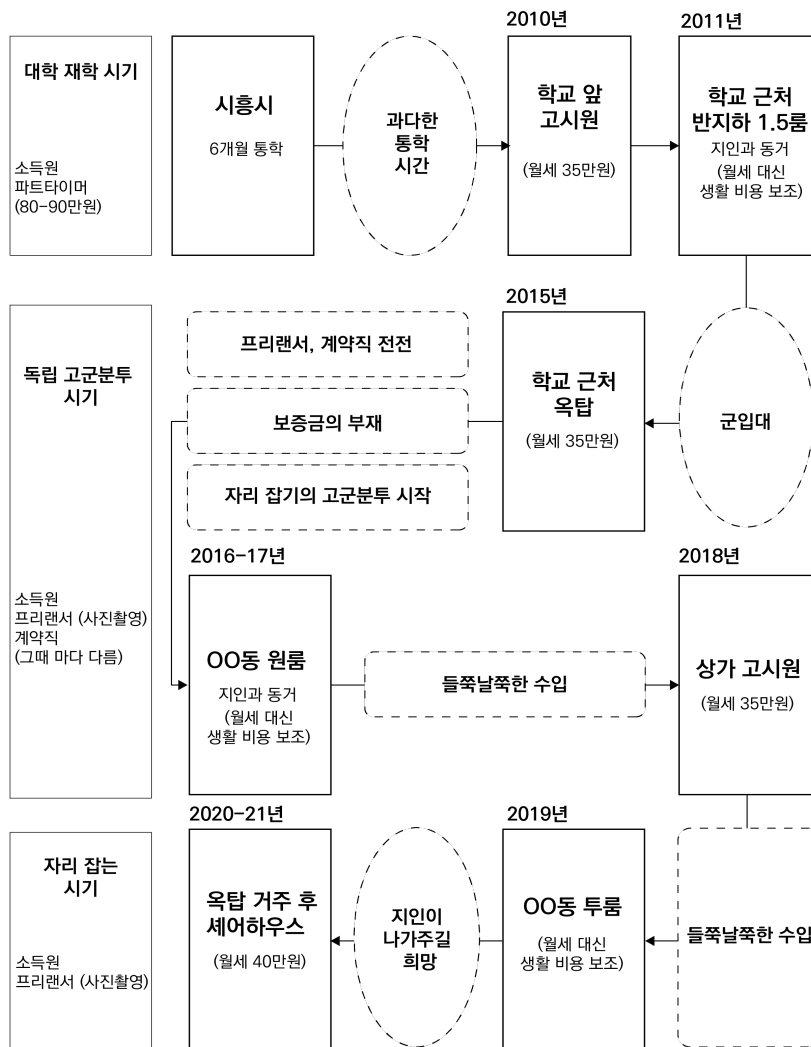 대학 재학 시기
소득원
파트타이머
(80-90만원)
시흥시
6개월 통학
과다한
통학
시간
2010년
학교 앞
고시원
(월세 35만원)
2011년
학교 근처
반지하 1.5룸
지인과 동거
(월세 대신
생활 비용 보조)
군입대
2015년
학교 근처
옥탑
(월세 35만원)
프리랜서, 계약직 전전
보증금의 부재
자리 잡기의 고군분투 시작
독립 고군분투
시기
소득원
프리랜서 (사진촬영)
계약직
(그때 마다 다름)
2016-17년
OO동 원룸
지인과 동거
(월세 대신
생활 비용 보조)
들쭉날쭉한 수입
2018년
상가 고시원
(월세 35만원)
들쭉날쭉한 수입
2019년
OO동 투룸
(월세 대신
생활 비용 보조)
지인이
나가주길
희망
2020-21년
옥탑 거주 후
셰어하우스
(월세 40만원)
자리 잡는
시기
소득원
프리랜서 (사진촬영)